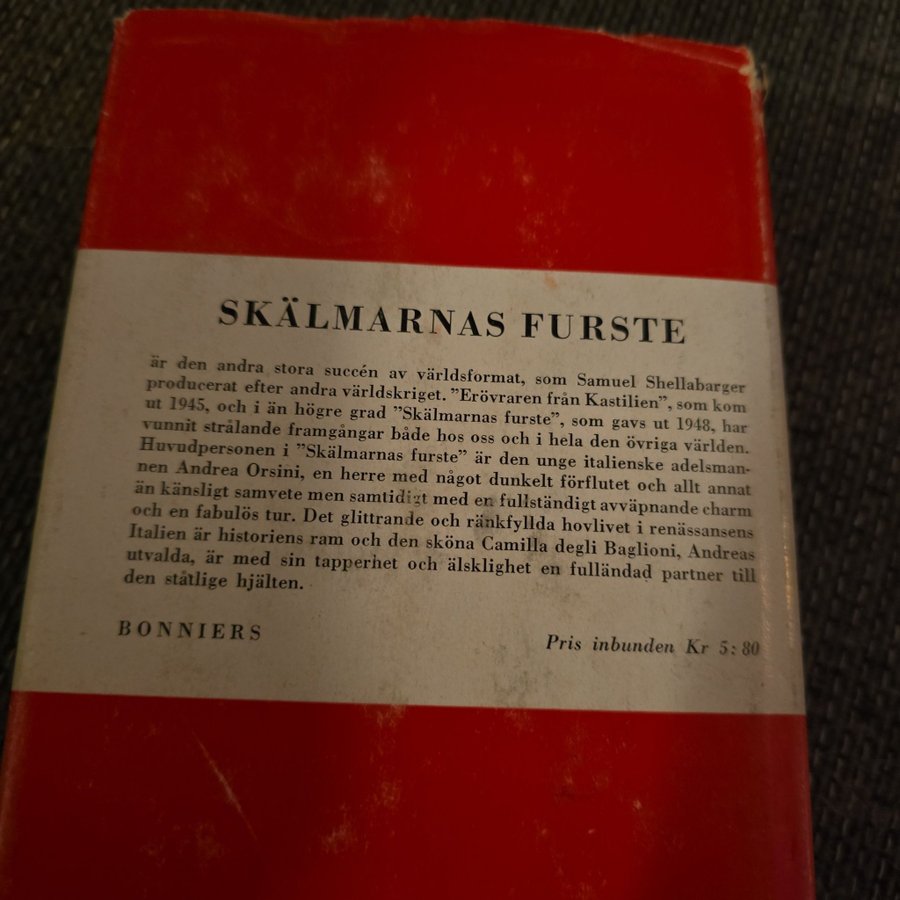 SKÄLMARNAS FURSTE
är den andra stora succén av världsformat, som Samuel Shellabarger
producerat efter andra världskriget. ”Erövraren från Kastilien”, som kom
ut 1945, och i än högre grad ”Skälmarnas furste”, som gavs ut 1948, har
vunnit strålande framgångar både hos oss och i hela den övriga världen.
Huvudpersonen i ”Skälmarnas furste” är den unge italienske adelsman-
nen Andrea Orsini, en herre med något dunkelt förflutet och allt annat
än känsligt samvete men samtidigt med en fullständigt avväpnande charm
och en fabulös tur. Det glittrande och ränkfyllda hovlivet i renässansens
Italien är historiens ram och den sköna Camilla degli Baglioni, Andreas
utvalda, är med sin tapperhet och älsklighet en fulländad partner till
den ståtlige hjälten.
BONNIERS
Pris inbunden Kr 5:80